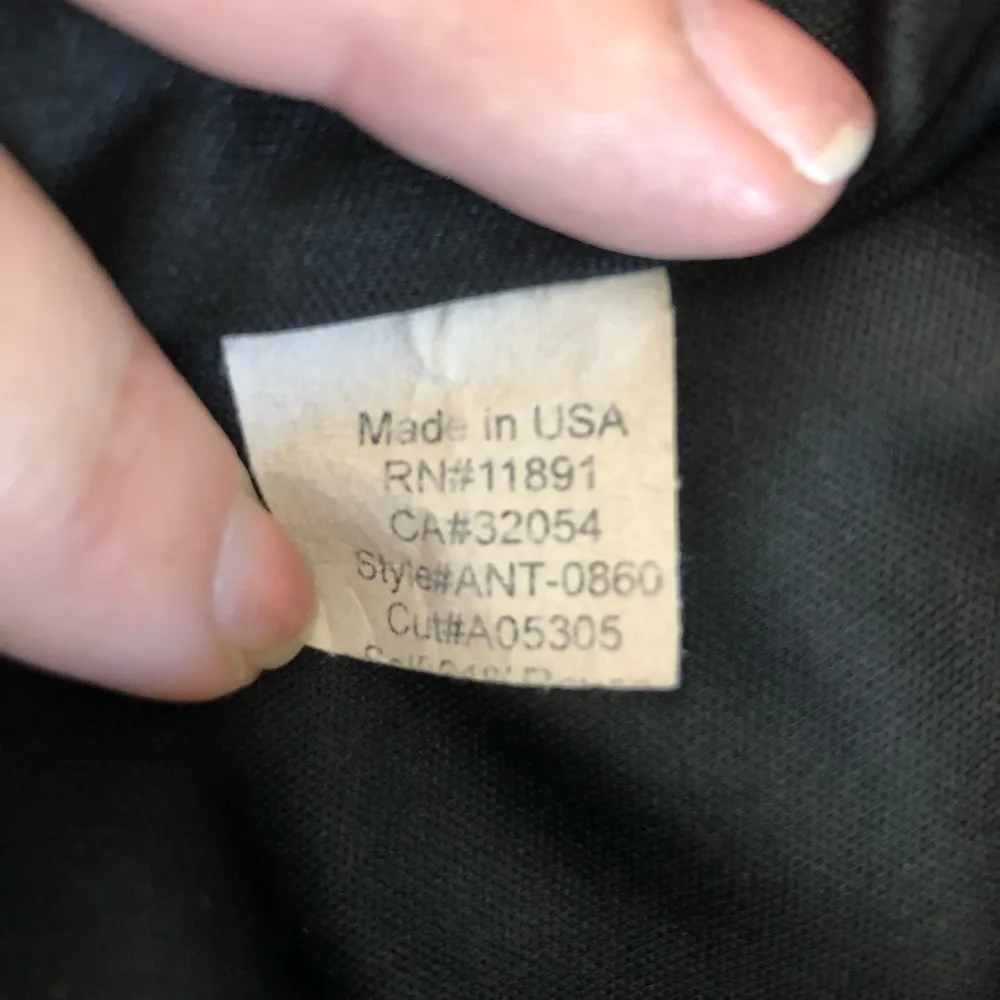 Made in USA
RN#11891
CA#32054
Style#ANT-0860
Cut#A05305